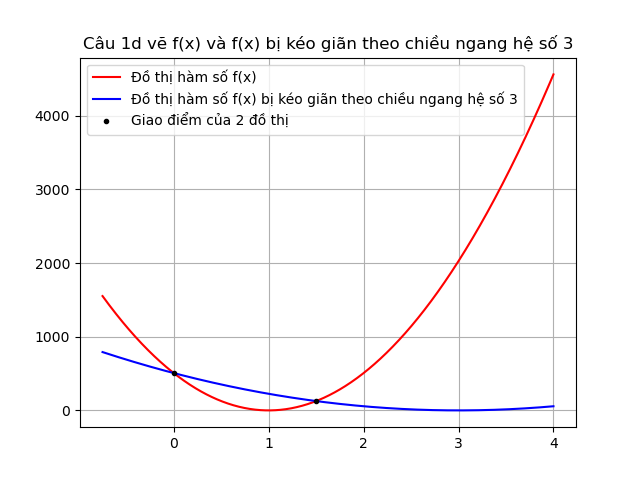 Câu 1d vẽ f(x) và f(x) bị kéo giãn theo chiều ngang hệ số 3
Đồ thị hàm số f(x)
Đồ thị hàm số f(x) bị kéo giãn theo chiều ngang hệ số 3
Giao điểm của 2 đồ thị
4000
3000
2000
1000
0
0 1 2 3 4